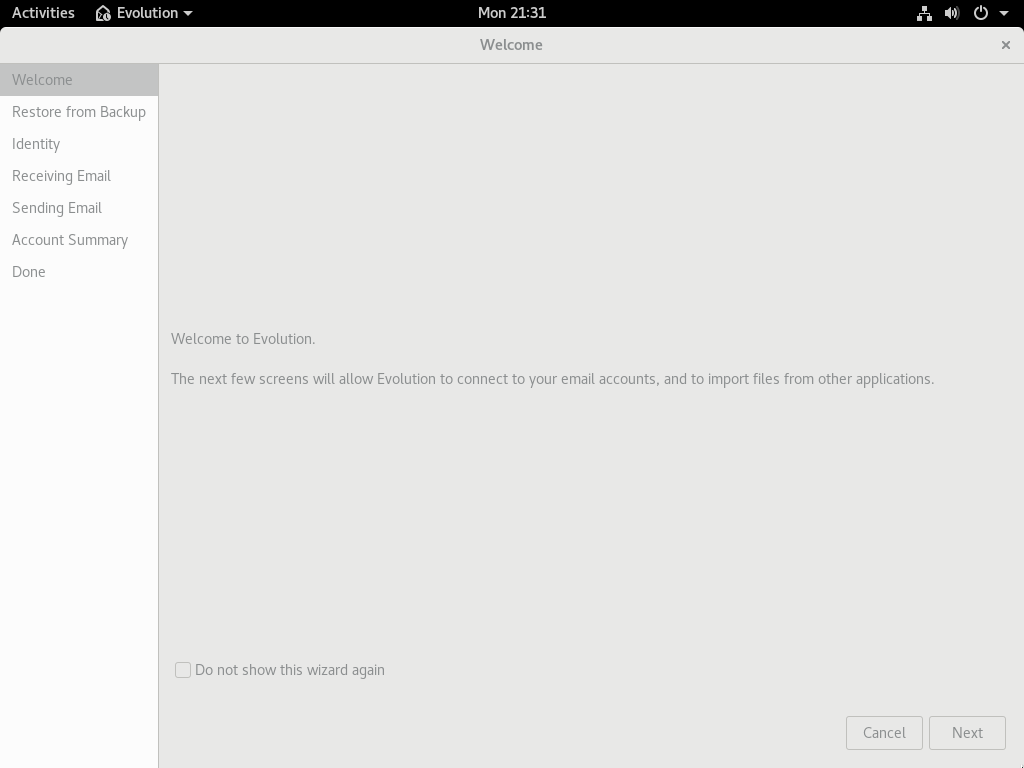 Activities Evolution Mon 21:31
Welcome
Welcome
Restore from Backup
Identity
Receiving Email
Sending Email
Account Summary
Done
Welcome to Evolution.
The next few screens will allow Evolution to connect to your email accounts, and to import files from other applications.
Do not show this wizard again
Cancel Next